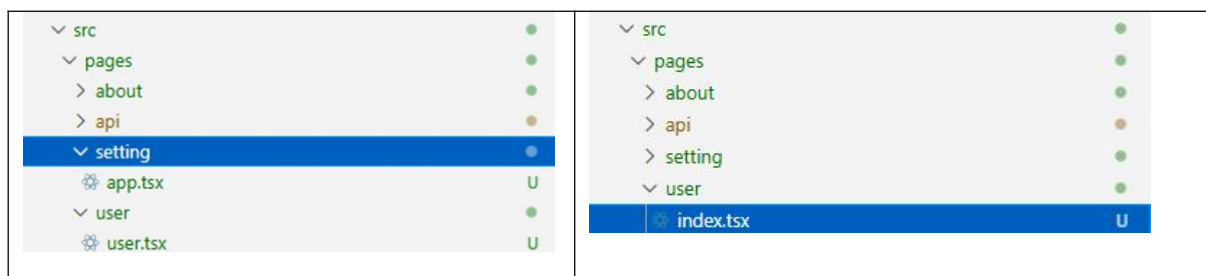 src
pages
about
api
setting
app.tsx U
user
user.tsx U
src
pages
about
api
setting
user
index.tsx U